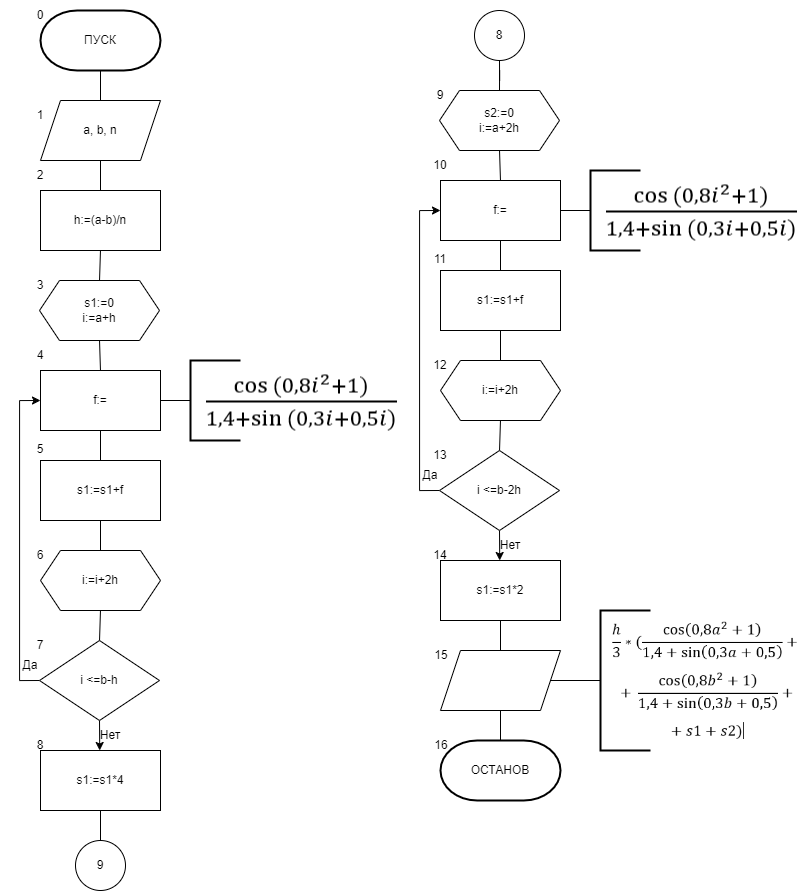 0
ПУСК
1
a, b, n
2
h:=(a-b)/n
3
s1:=0
i:=a+h
4
f:=
cos (0,8i²+1)
1,4+sin (0,3i+0,5i)
5
s1:=s1+f
6
i:=i+2h
7
Да
i <=b-h
Нет
8
s1:=s1*4
9
8
9
s2:=0
i:=a+2h
10
f:=
cos (0,8i²+1)
1,4+sin (0,3i+0,5i)
11
s1:=s1+f
12
i:=i+2h
13
Да
i <=b-2h
Нет
14
s1:=s1*2
15
h/3 * (cos(0,8a² + 1)/1,4 + sin(0,3a + 0,5) +
+ cos(0,8b² + 1)/1,4 + sin(0,3b + 0,5) +
+ s1 + s2)
16
ОСТАНОВ